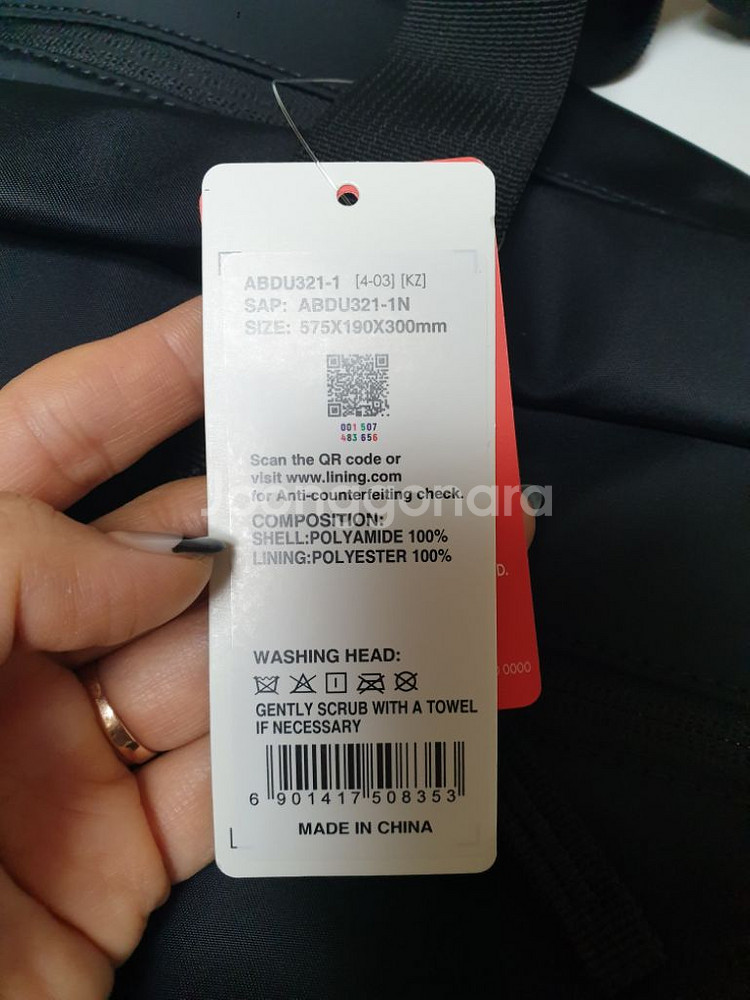 ABDU321-1 [4-03] [KZ]
SAP: ABDU321-1N
SIZE: 575X190X300mm
001 507
483 656
Scan the QR code or
visit www.lining.com
for Anti-counterfeiting check.
Joonggonara
COMPOSITION:
SHELL:POLYAMIDE 100%
LINING:POLYESTER 100%
D.
0000
WASHING HEAD:
GENTLY SCRUB WITH A TOWEL
IF NECESSARY
6 901417 508353
MADE IN CHINA